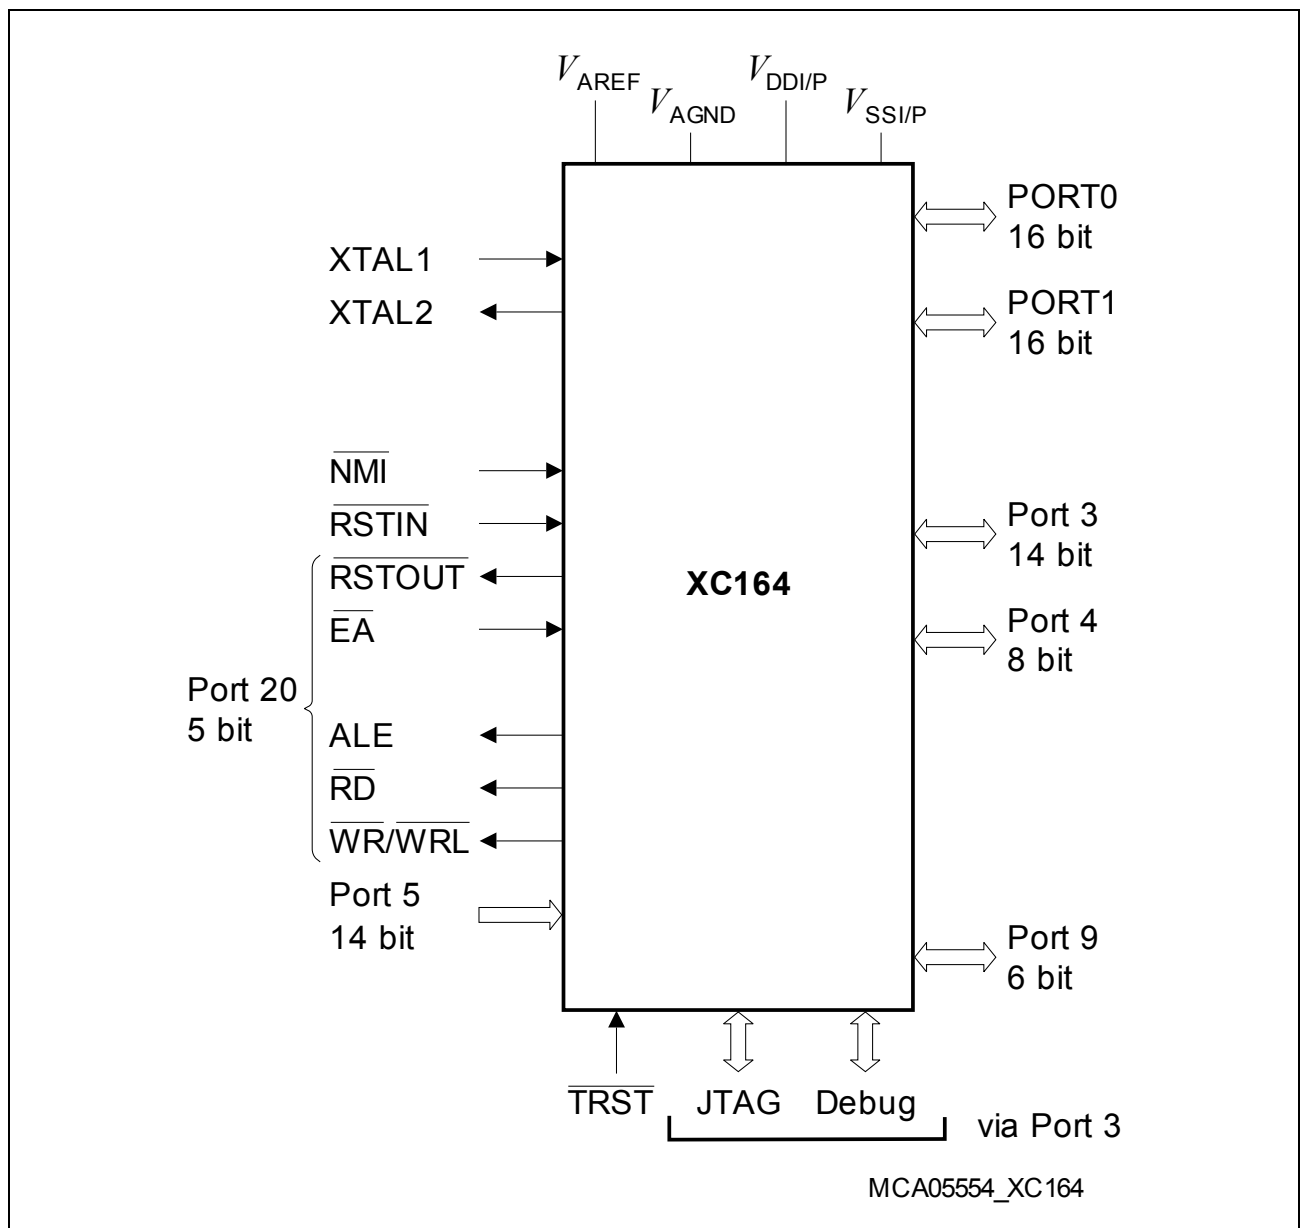 VAREF
VAGND
VDDI/P
VSSI/P
XTAL1
XTAL2
NMI
RSTIN
RSTOUT
EA
Port 20
5 bit
ALE
RD
WR/WRL
Port 5
14 bit
XC164
PORT0
16 bit
PORT1
16 bit
Port 3
14 bit
Port 4
8 bit
Port 9
6 bit
TRST
JTAG
Debug
via Port 3
MCA05554_XC164